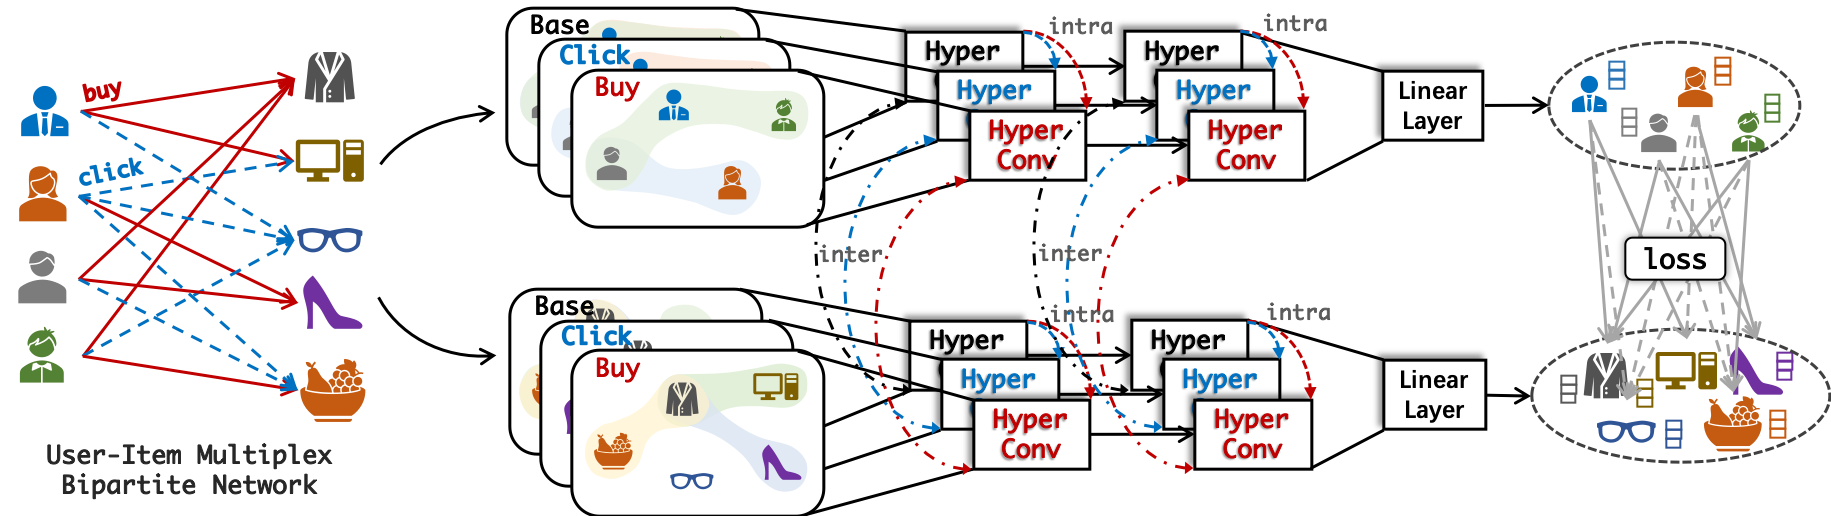 buy
click
User-Item Multiplex
Bipartite Network
Base
Click
Buy
Hyper
Hyper
Hyper
Conv
intra
Hyper
Hyper
Hyper
Conv
intra
Linear
Layer
inter
inter
Base
Click
Buy
Hyper
Hyper
Hyper
Conv
intra
Hyper
Hyper
Hyper
Conv
intra
Linear
Layer
loss